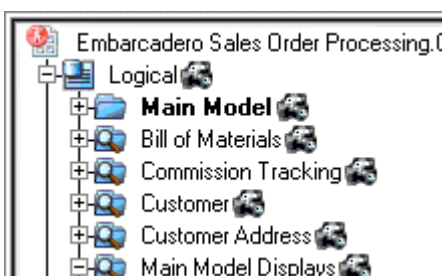 Embarcadero Sales Order Processing.
Logical
Main Model
Bill of Materials
Commission Tracking
Customer
Customer Address
Main Model Displays